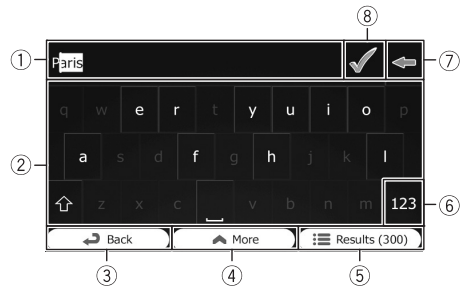 ⑧
① Paris ⑦
q w e r t y u i o p
② a s d f g h j k l
z x c v b n m 123 ⑥
Back More Results (300)
③ ④ ⑤